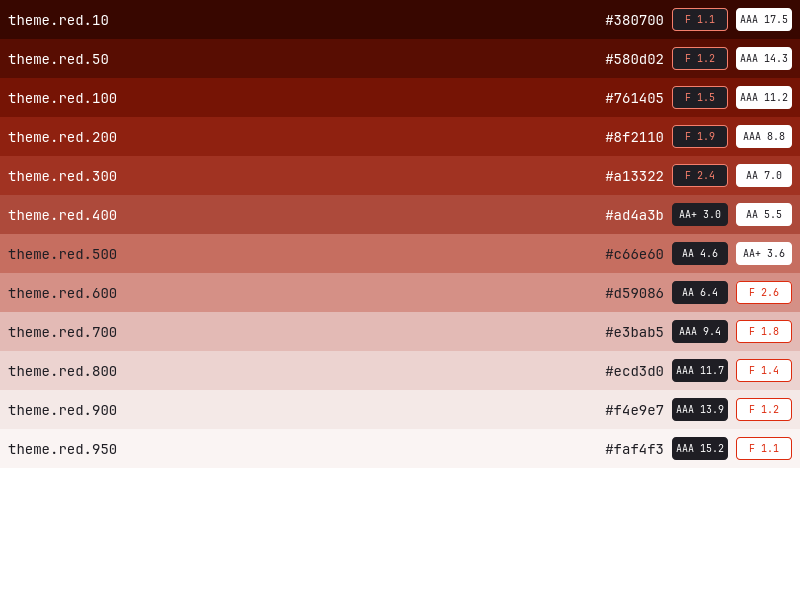 theme.red.10 #380700 F 1.1 AAA 17.5
theme.red.50 #580d02 F 1.2 AAA 14.3
theme.red.100 #761405 F 1.5 AAA 11.2
theme.red.200 #8f2110 F 1.9 AAA 8.8
theme.red.300 #a13322 F 2.4 AA 7.0
theme.red.400 #ad4a3b AA+ 3.0 AA 5.5
theme.red.500 #c66e60 AA 4.6 AA+ 3.6
theme.red.600 #d59086 AA 6.4 F 2.6
theme.red.700 #e3bab5 AAA 9.4 F 1.8
theme.red.800 #ecd3d0 AAA 11.7 F 1.4
theme.red.900 #f4e9e7 AAA 13.9 F 1.2
theme.red.950 #faf4f3 AAA 15.2 F 1.1